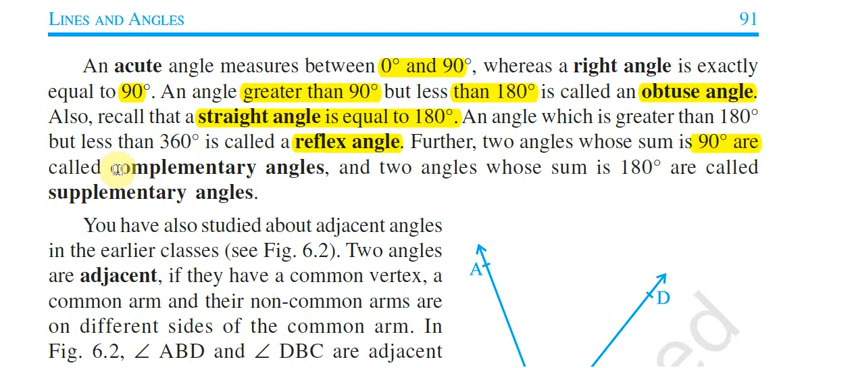 LINES AND ANGLES 91
An acute angle measures between 0° and 90°, whereas a right angle is exactly
equal to 90°. An angle greater than 90° but less than 180° is called an obtuse angle.
Also, recall that a straight angle is equal to 180°. An angle which is greater than 180°
but less than 360° is called a reflex angle. Further, two angles whose sum is 90° are
called complementary angles, and two angles whose sum is 180° are called
supplementary angles.
You have also studied about adjacent angles
in the earlier classes (see Fig. 6.2). Two angles
are adjacent, if they have a common vertex, a
common arm and their non-common arms are
on different sides of the common arm. In
Fig. 6.2, ∠ ABD and ∠ DBC are adjacent
A
D
ed